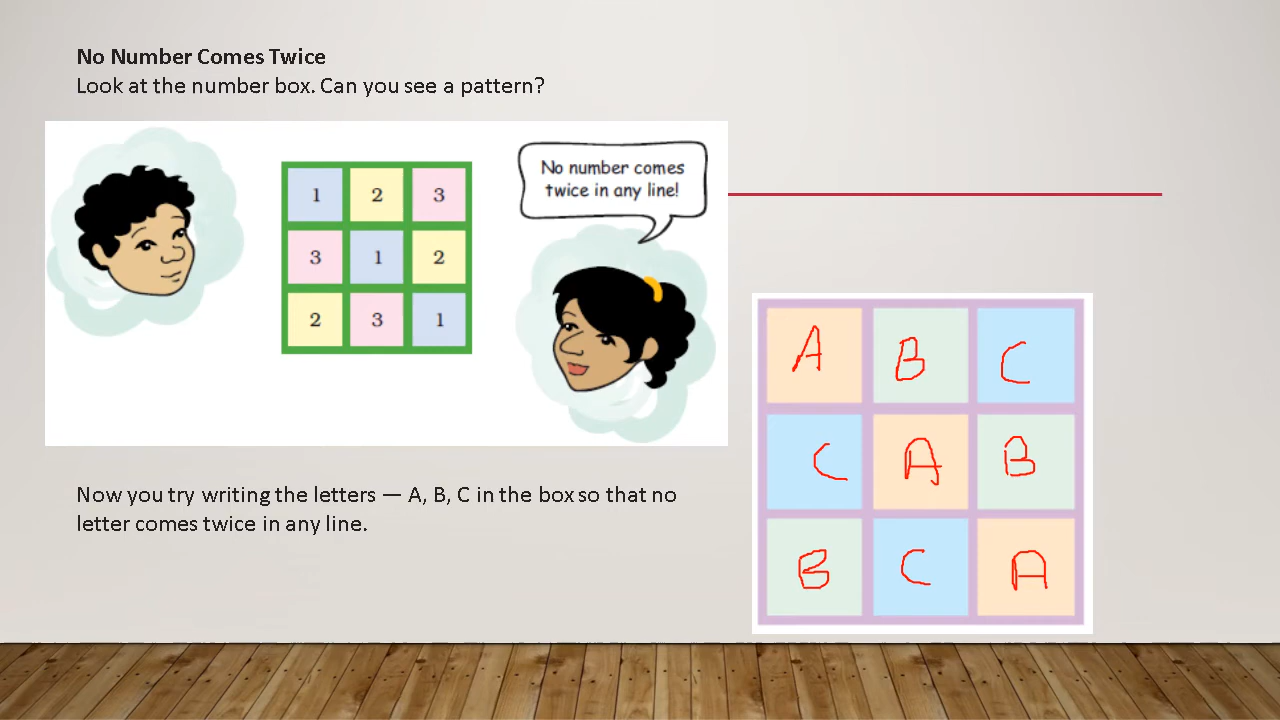 No Number Comes Twice
Look at the number box. Can you see a pattern?
No number comes
twice in any line!
1 2 3
3 1 2
2 3 1
A B C
C A B
B C A
Now you try writing the letters — A, B, C in the box so that no
letter comes twice in any line.